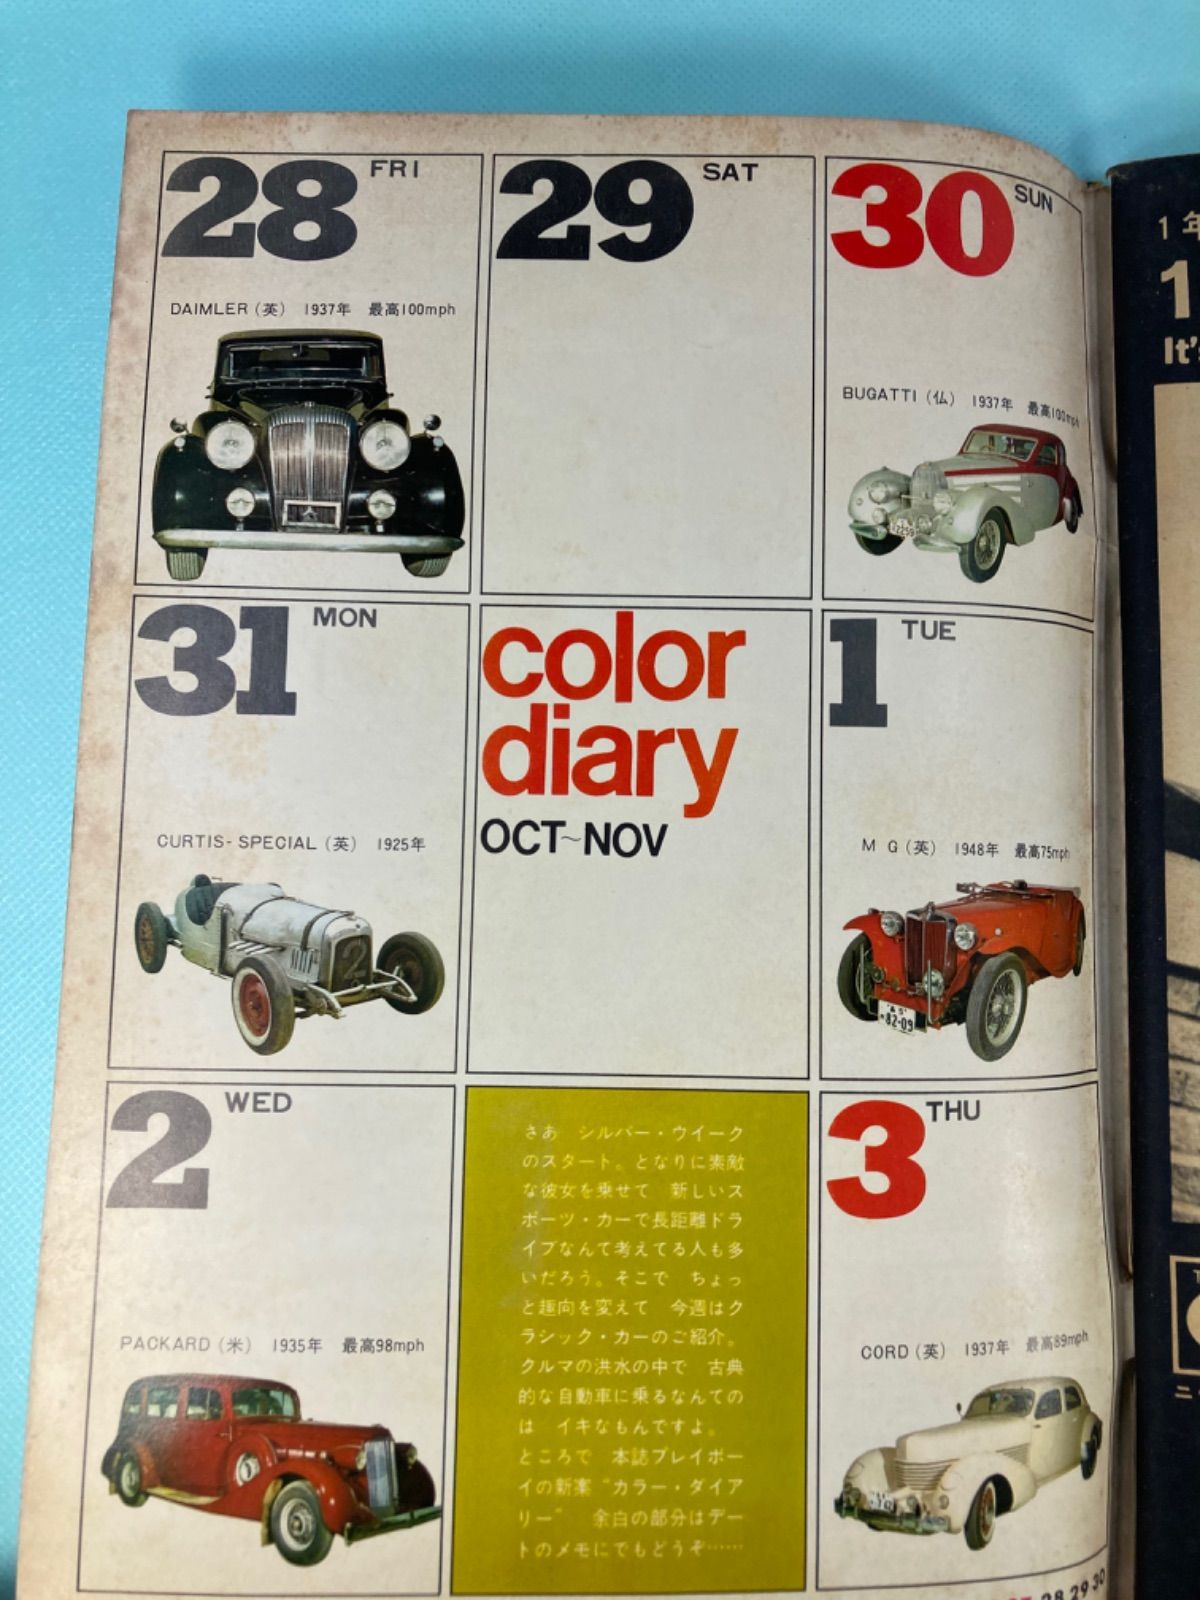 28 FRI
DAIMLER (英) 1937年 最高100mph
29 SAT
30 SUN
BUGATTI (仏) 1937年 最高100mph
31 MON
CURTIS-SPECIAL (英) 1925年
color
diary
OCT~NOV
1 TUE
M G (英) 1948年 最高75mph
82-09
2 WED
PACKARD (米) 1935年 最高98mph
さあ シルバー・ウイーク
のスタート。となりに素敵
な彼女を乗せて 新しいス
ポーツ・カーで長距離ドラ
イブなんて考えてる人も多
いだろう。そこで ちょっ
と趣向を変えて 今週はク
ラシック・カーのご紹介。
クルマの洪水の中で 古典
的な自動車に乗るなんての
は イキなもんですよ。
ところで 本誌プレイボー
イの新案“カラー・ダイア
リー” 余白の部分はデー
トのメモにでもどうぞ……
3 THU
CORD (英) 1937年 最高89mph
28 29 30
1年
1
It's